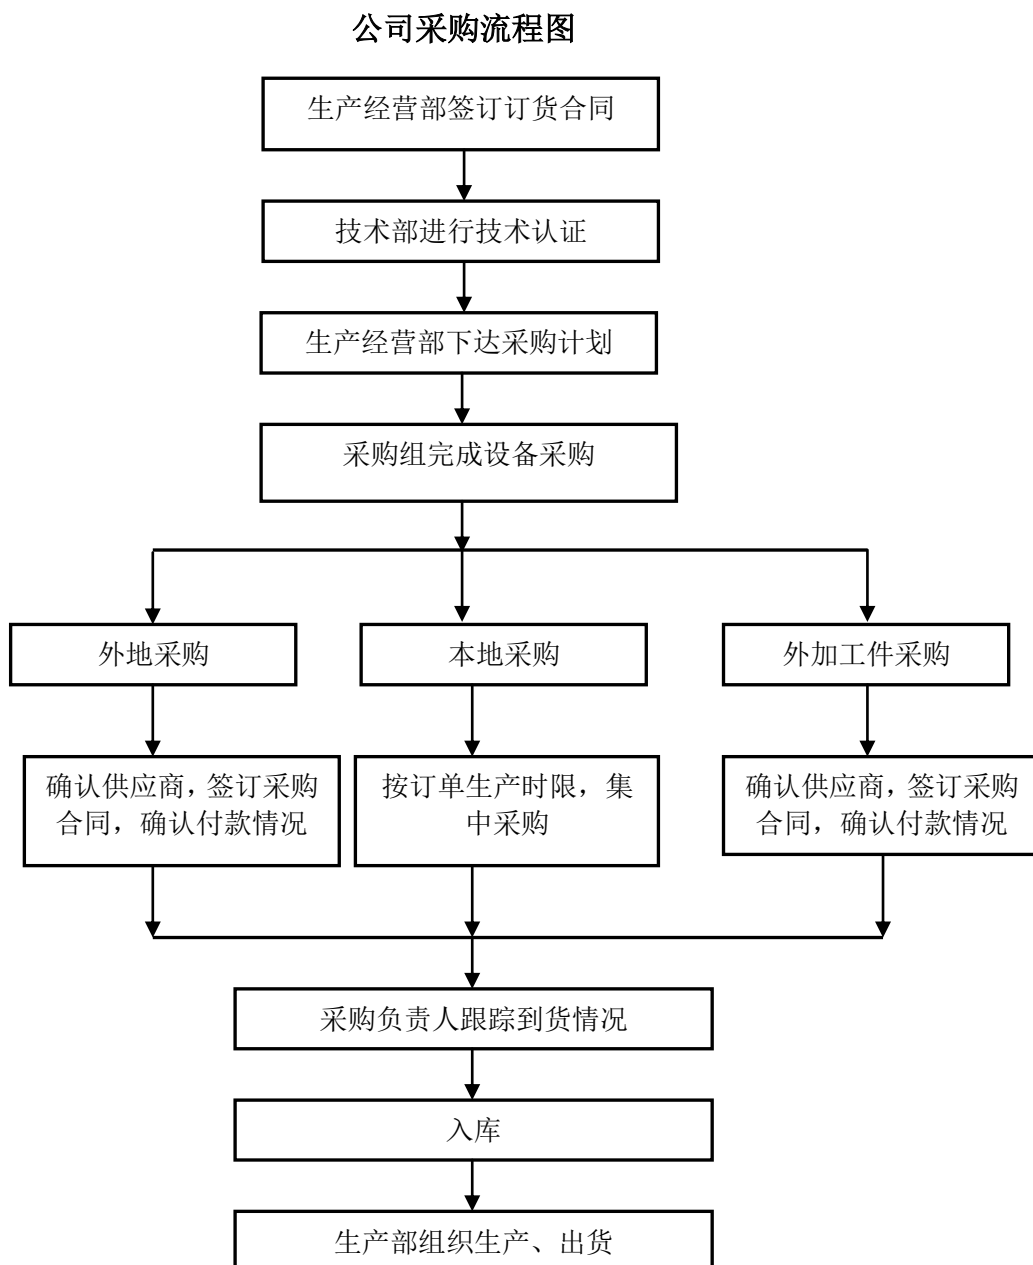 公司采购流程图
生产经营部签订订货合同
技术部进行技术认证
生产经营部下达采购计划
采购组完成设备采购
外地采购
本地采购
外加工件采购
确认供应商，签订采购
合同，确认付款情况
按订单生产时限，集
中采购
确认供应商，签订采购
合同，确认付款情况
采购负责人跟踪到货情况
入库
生产部组织生产、出货